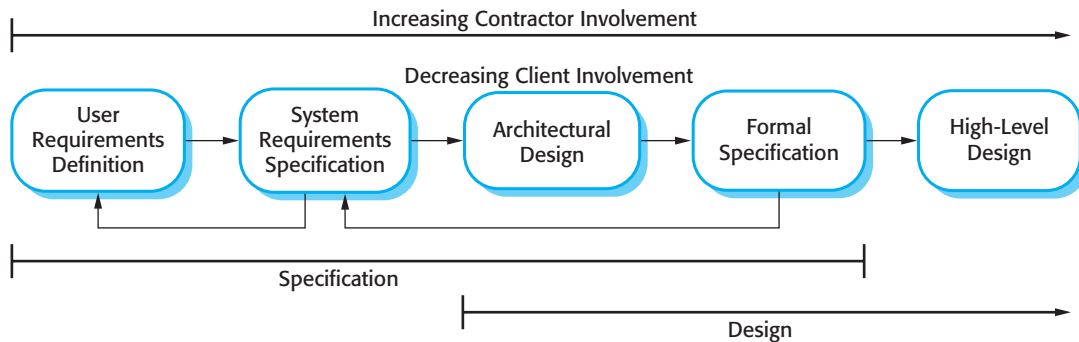 Increasing Contractor Involvement
Decreasing Client Involvement
User
Requirements
Definition
System
Requirements
Specification
Architectural
Design
Formal
Specification
High-Level
Design
Specification
Design